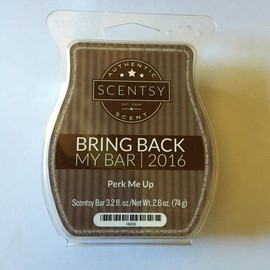 AUTHENTIC
SCENTSY
EST. 2004
SCENT
BRING BACK
MY BAR | 2016
Perk Me Up
Scentsy Bar 3.2 fl. oz./Net Wt. 2.6 oz. (74 g)